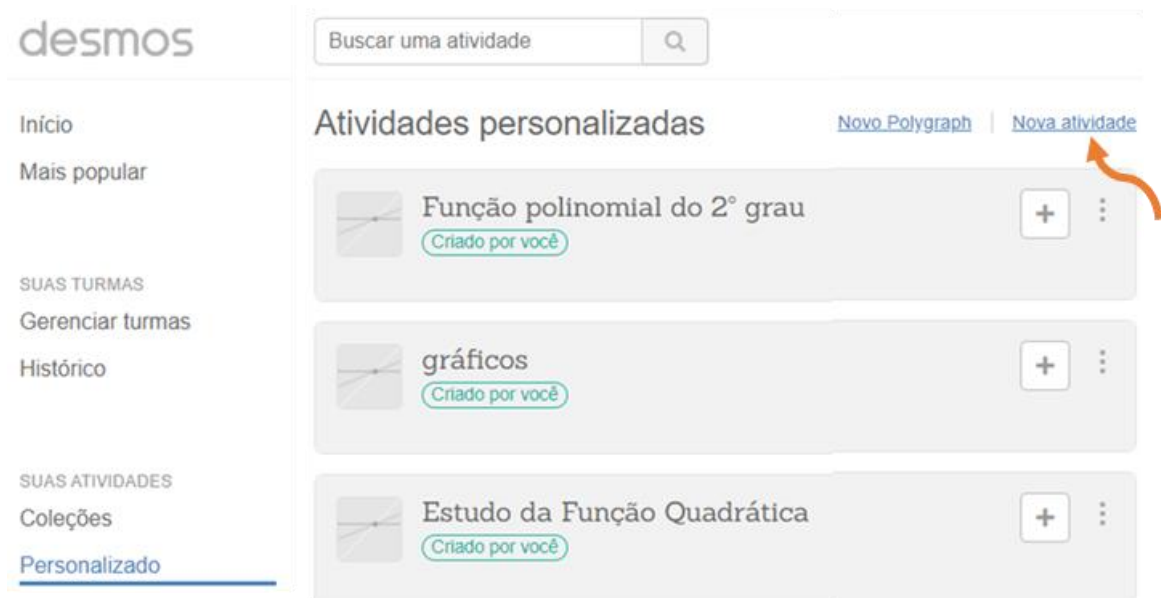 desmos
Buscar uma atividade
Início
Mais popular
SUAS TURMAS
Gerenciar turmas
Histórico
SUAS ATIVIDADES
Coleções
Personalizado
Atividades personalizadas
Novo Polygraph | Nova atividade
Função polinomial do 2° grau
Criado por você
gráficos
Criado por você
Estudo da Função Quadrática
Criado por você